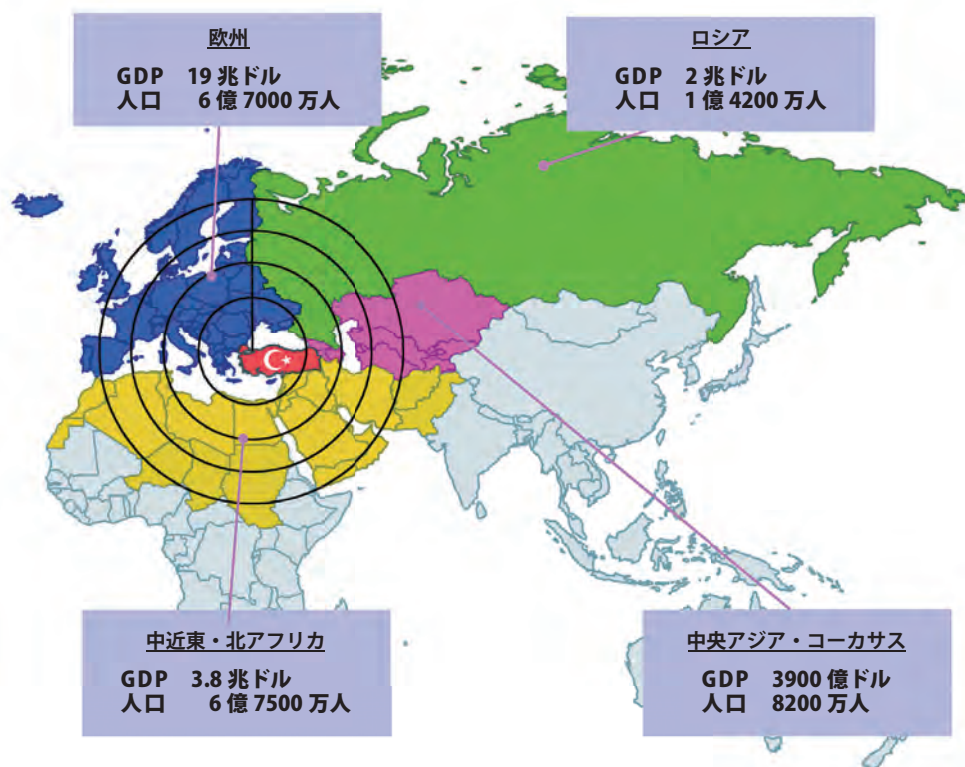 欧州
GDP 19 兆ドル
人口 6 億 7000 万人
ロシア
GDP 2 兆ドル
人口 1 億 4200 万人
中近東・北アフリカ
GDP 3.8 兆ドル
人口 6 億 7500 万人
中央アジア・コーカサス
GDP 3900 億ドル
人口 8200 万人